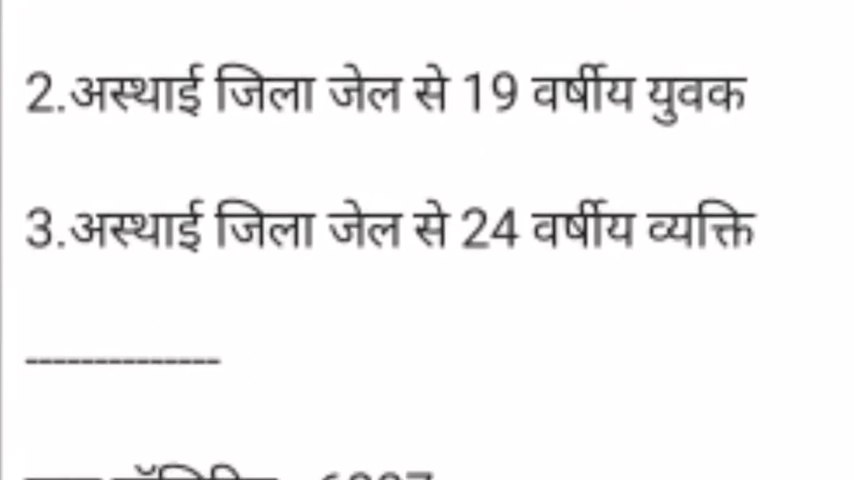 2.अस्थाई जिला जेल से 19 वर्षीय युवक
3.अस्थाई जिला जेल से 24 वर्षीय व्यक्ति
--------------